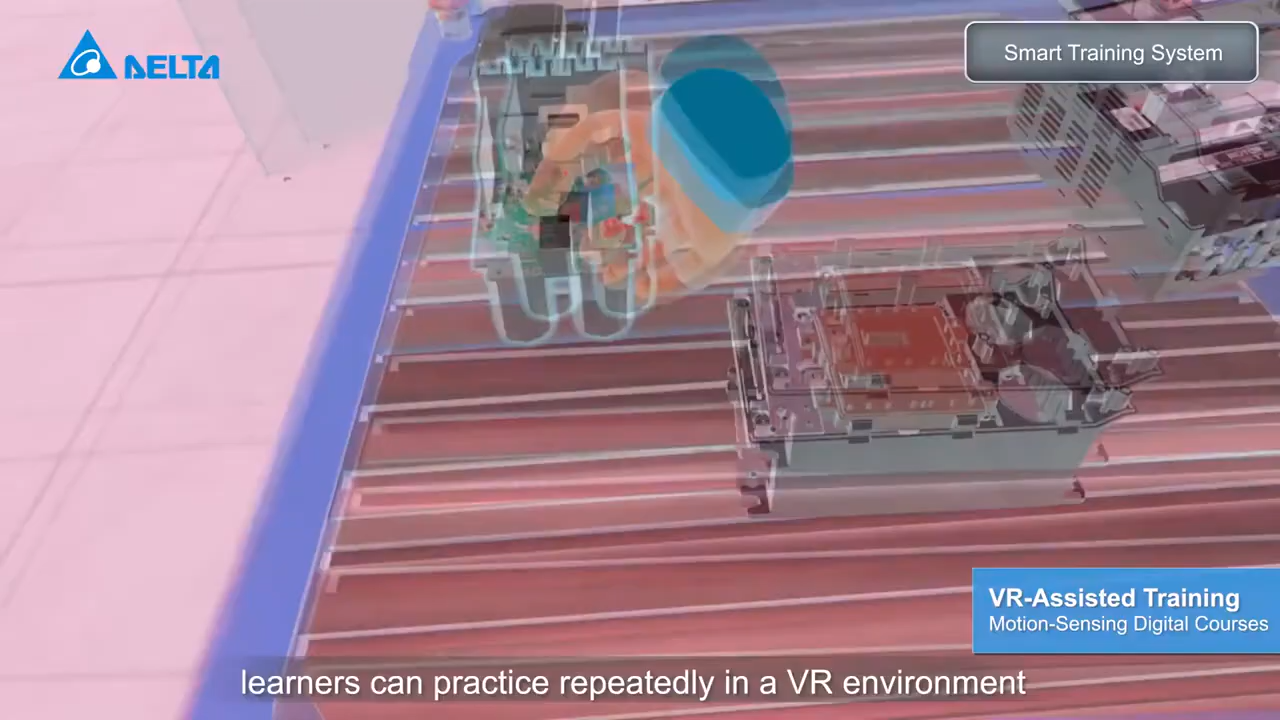 DELTA
Smart Training System
VR-Assisted Training
Motion-Sensing Digital Courses
learners can practice repeatedly in a VR environment